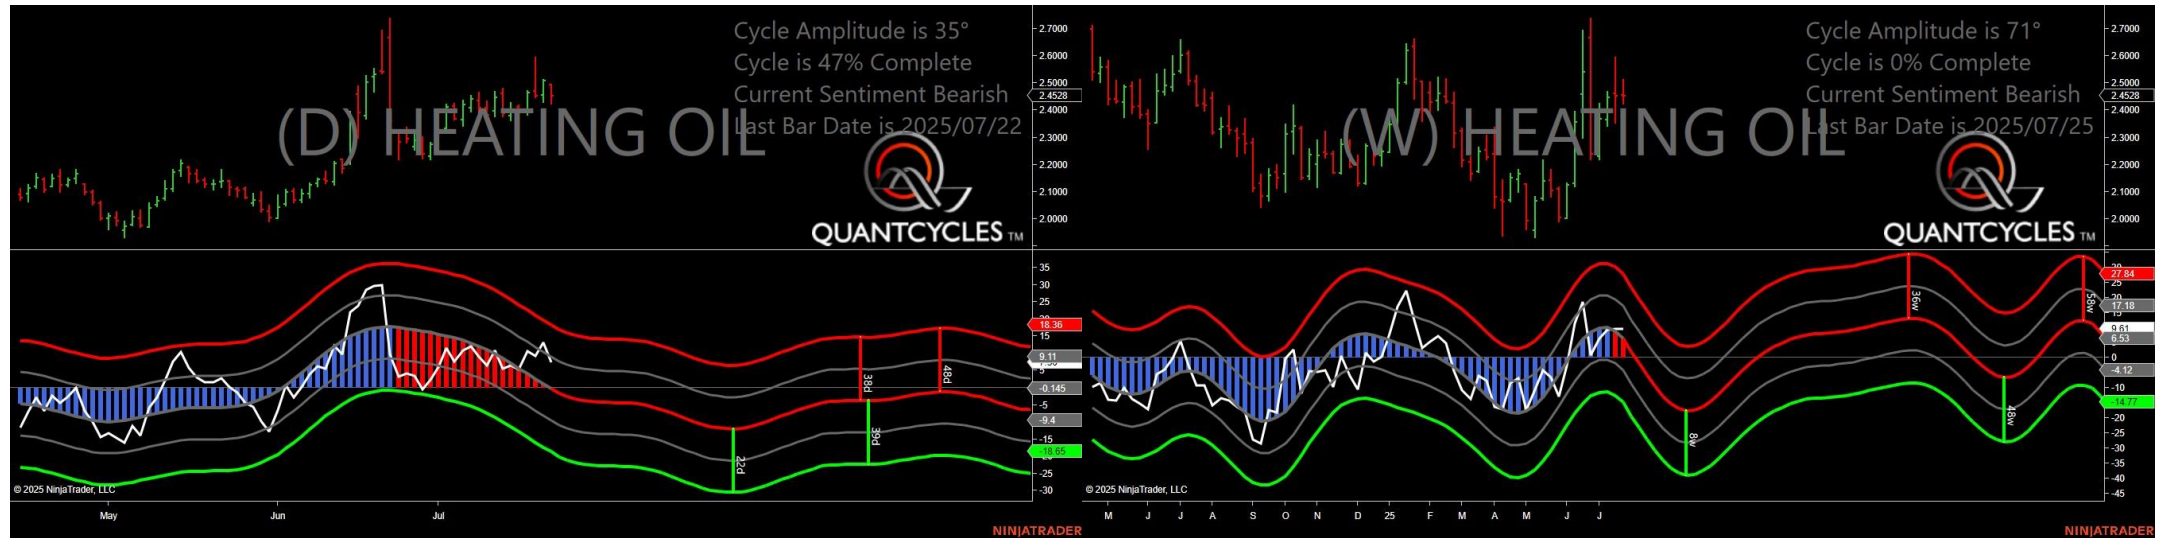 Cycle Amplitude is 35°
Cycle is 47% Complete
Current Sentiment Bearish
Last Bar Date is 2025/07/22
(D) HEATING OIL
QUANTCYCLES TM
2.7000
2.6000
2.5000
2.4528
2.4000
2.3000
2.2000
2.1000
2.0000
35
30
25
18.36
15
9.11
5
-0.145
-5
-9.4
-15
-18.65
-25
-30
22d
38d
39d
48d
© 2025 NinjaTrader, LLC
May Jun Jul
NINJATRADER
Cycle Amplitude is 71°
Cycle is 0% Complete
Current Sentiment Bearish
Last Bar Date is 2025/07/25
(W) HEATING OIL
QUANTCYCLES TM
2.7000
2.6000
2.5000
2.4528
2.4000
2.3000
2.2000
2.1000
2.0000
27.84
20
17.18
15
9.61
6.53
0
-4.12
-10
-14.77
-20
-25
-30
-35
-40
-45
8w
36w
48w
58w
© 2025 NinjaTrader, LLC
M J J A S O N D 25 F M A M J J
NINJATRADER